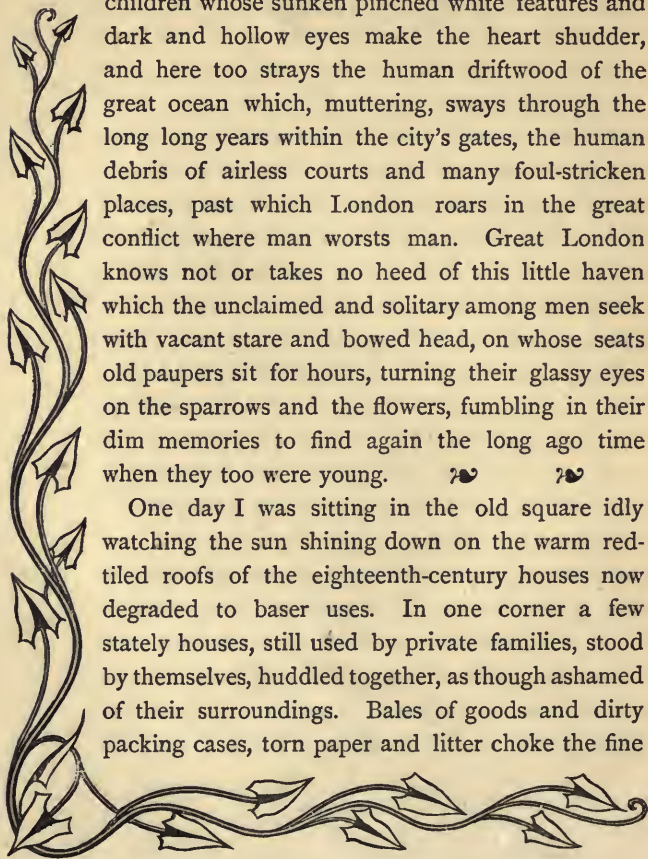 children whose sunken pinched white features and
dark and hollow eyes make the heart shudder,
and here too strays the human driftwood of the
great ocean which, muttering, sways through the
long long years within the city's gates, the human
debris of airless courts and many foul-stricken
places, past which London roars in the great
conflict where man worsts man. Great London
knows not or takes no heed of this little haven
which the unclaimed and solitary among men seek
with vacant stare and bowed head, on whose seats
old paupers sit for hours, turning their glassy eyes
on the sparrows and the flowers, fumbling in their
dim memories to find again the long ago time
when they too were young.
One day I was sitting in the old square idly
watching the sun shining down on the warm red-
tiled roofs of the eighteenth-century houses now
degraded to baser uses. In one corner a few
stately houses, still used by private families, stood
by themselves, huddled together, as though ashamed
of their surroundings. Bales of goods and dirty
packing cases, torn paper and litter choke the fine